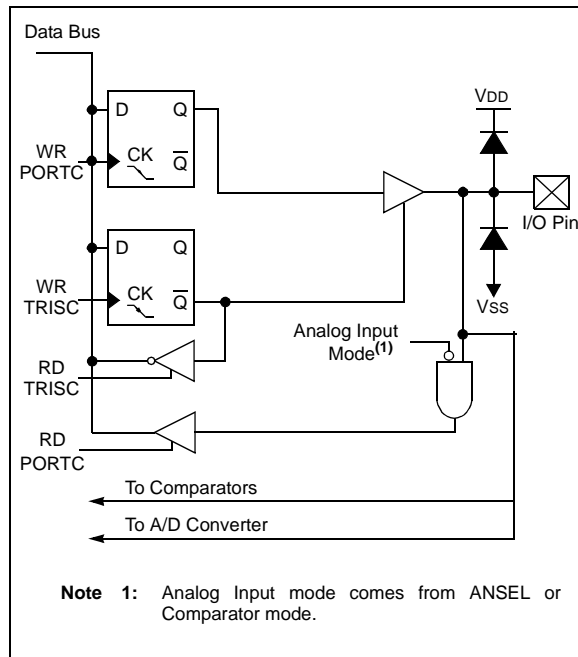 Data Bus
D Q
WR
PORTC
CK Q
VDD
I/O Pin
D Q
WR
TRISC
CK Q
VSS
Analog Input
Mode(1)
RD
TRISC
RD
PORTC
To Comparators
To A/D Converter
Note 1: Analog Input mode comes from ANSEL or
Comparator mode.